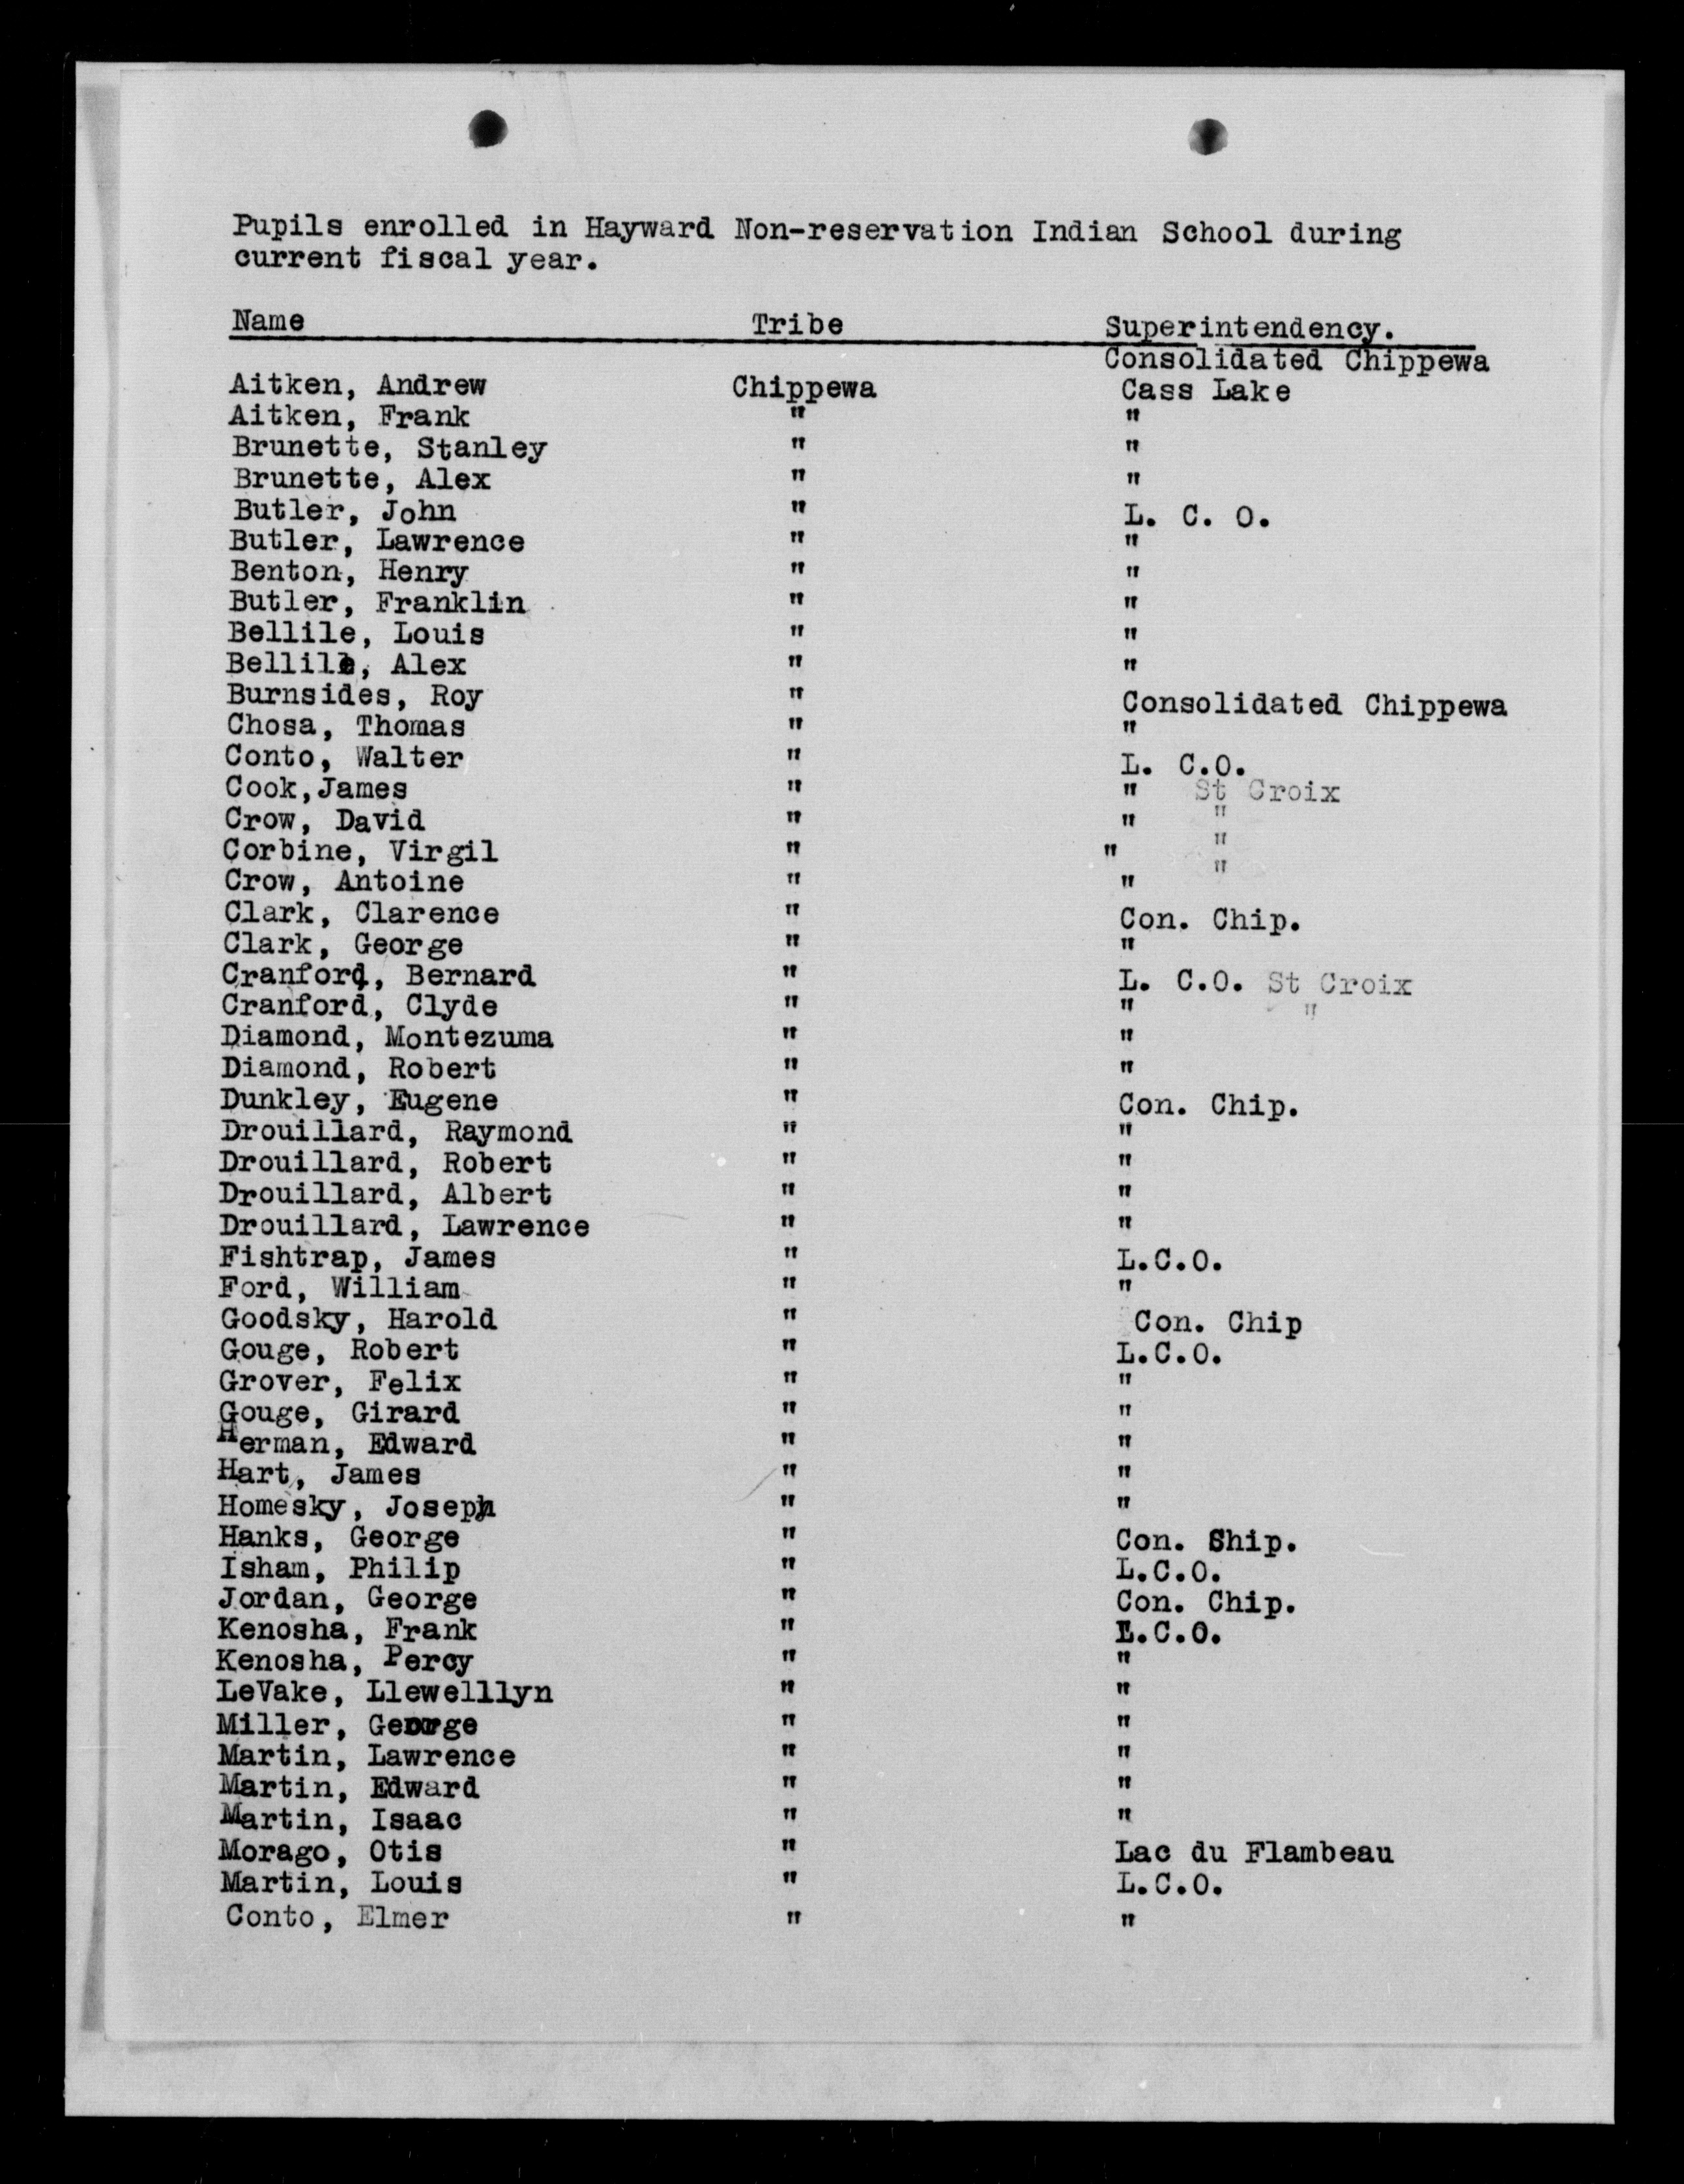 Pupils enrolled in Hayward Non-reservation Indian School during
current fiscal year.
Name Tribe Superintendency.
Consolidated Chippewa
Aitken, Andrew Chippewa Cass Lake
Aitken, Frank " "
Brunette, Stanley " "
Brunette, Alex " "
Butler, John " L. C. O.
Butler, Lawrence " "
Benton, Henry " "
Butler, Franklin " "
Bellile, Louis " "
Bellile, Alex " "
Burnsides, Roy " Consolidated Chippewa
Chosa, Thomas " "
Conto, Walter " L. C.O.
Cook,James " " St Croix
Crow, David " " "
Corbine, Virgil " " "
Crow, Antoine " " "
Clark, Clarence " Con. Chip.
Clark, George " "
Cranford, Bernard " L. C.O. St Croix
Cranford, Clyde " " "
Diamond, Montezuma " "
Diamond, Robert " "
Dunkley, Eugene " Con. Chip.
Drouillard, Raymond " "
Drouillard, Robert " "
Drouillard, Albert " "
Drouillard, Lawrence " "
Fishtrap, James " L.C.O.
Ford, William " "
Goodsky, Harold " Con. Chip
Gouge, Robert " L.C.O.
Grover, Felix " "
Gouge, Girard " "
Herman, Edward " "
Hart, James " "
Homesky, Joseph " "
Hanks, George " Con. Ship.
Isham, Philip " L.C.O.
Jordan, George " Con. Chip.
Kenosha, Frank " L.C.O.
Kenosha, Percy " "
LeVake, Llewelllyn " "
Miller, George " "
Martin, Lawrence " "
Martin, Edward " "
Martin, Isaac " "
Morago, Otis " Lac du Flambeau
Martin, Louis " L.C.O.
Conto, Elmer " "